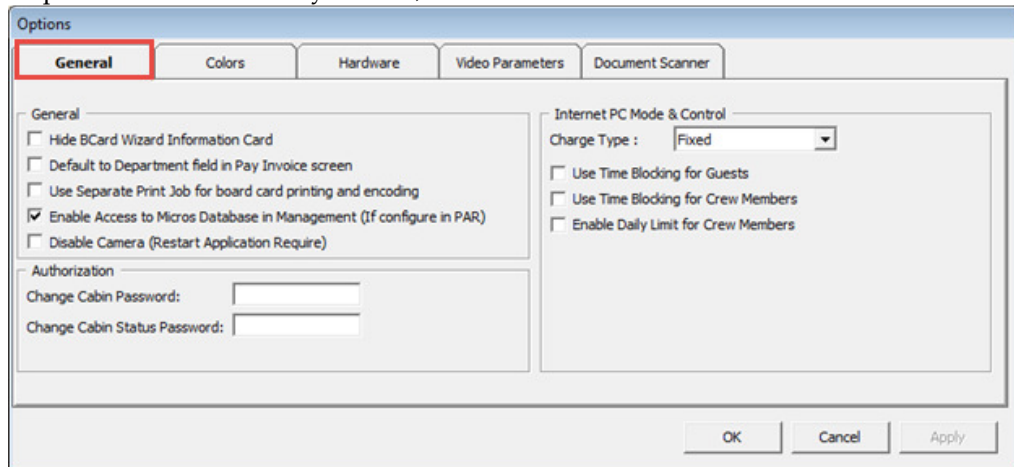 Options
General
Colors
Hardware
Video Parameters
Document Scanner
General
Hide BCard Wizard Information Card
Default to Department field in Pay Invoice screen
Use Separate Print Job for board card printing and encoding
Enable Access to Micros Database in Management (If configure in PAR)
Disable Camera (Restart Application Require)
Authorization
Change Cabin Password:
Change Cabin Status Password:
Internet PC Mode & Control
Charge Type : Fixed
Use Time Blocking for Guests
Use Time Blocking for Crew Members
Enable Daily Limit for Crew Members
OK Cancel Apply